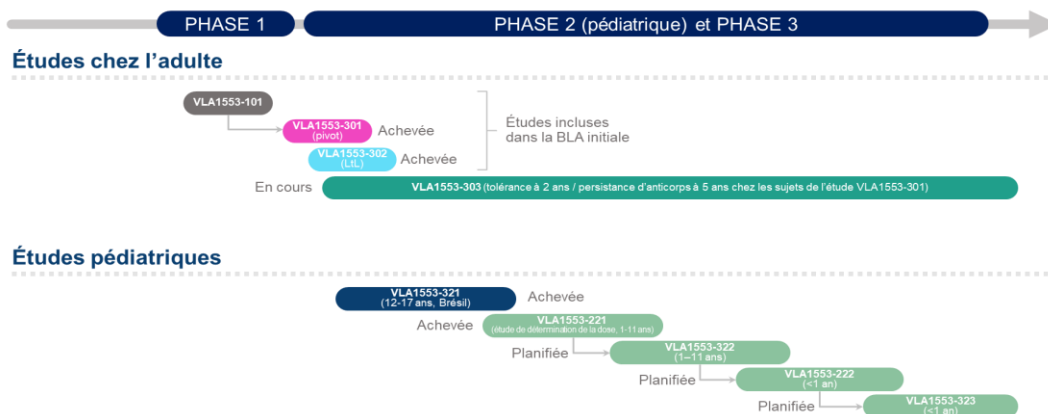 PHASE 1
PHASE 2 (pédiatrique) et PHASE 3
Études chez l’adulte
VLA1553-101
VLA1553-301
(pivot)
Achevée
VLA1553-302
(LtL)
Achevée
Études incluses
dans la BLA initiale
En cours
VLA1553-303 (tolérance à 2 ans / persistance d’anticorps à 5 ans chez les sujets de l’étude VLA1553-301)
Études pédiatriques
VLA1553-321
(12-17 ans, Brésil)
Achevée
Achevée
VLA1553-221
(étude de détermination de la dose, 1-11 ans)
Planifiée
VLA1553-322
(1–11 ans)
Planifiée
VLA1553-222
(<1 an)
Planifiée
VLA1553-323
(<1 an)